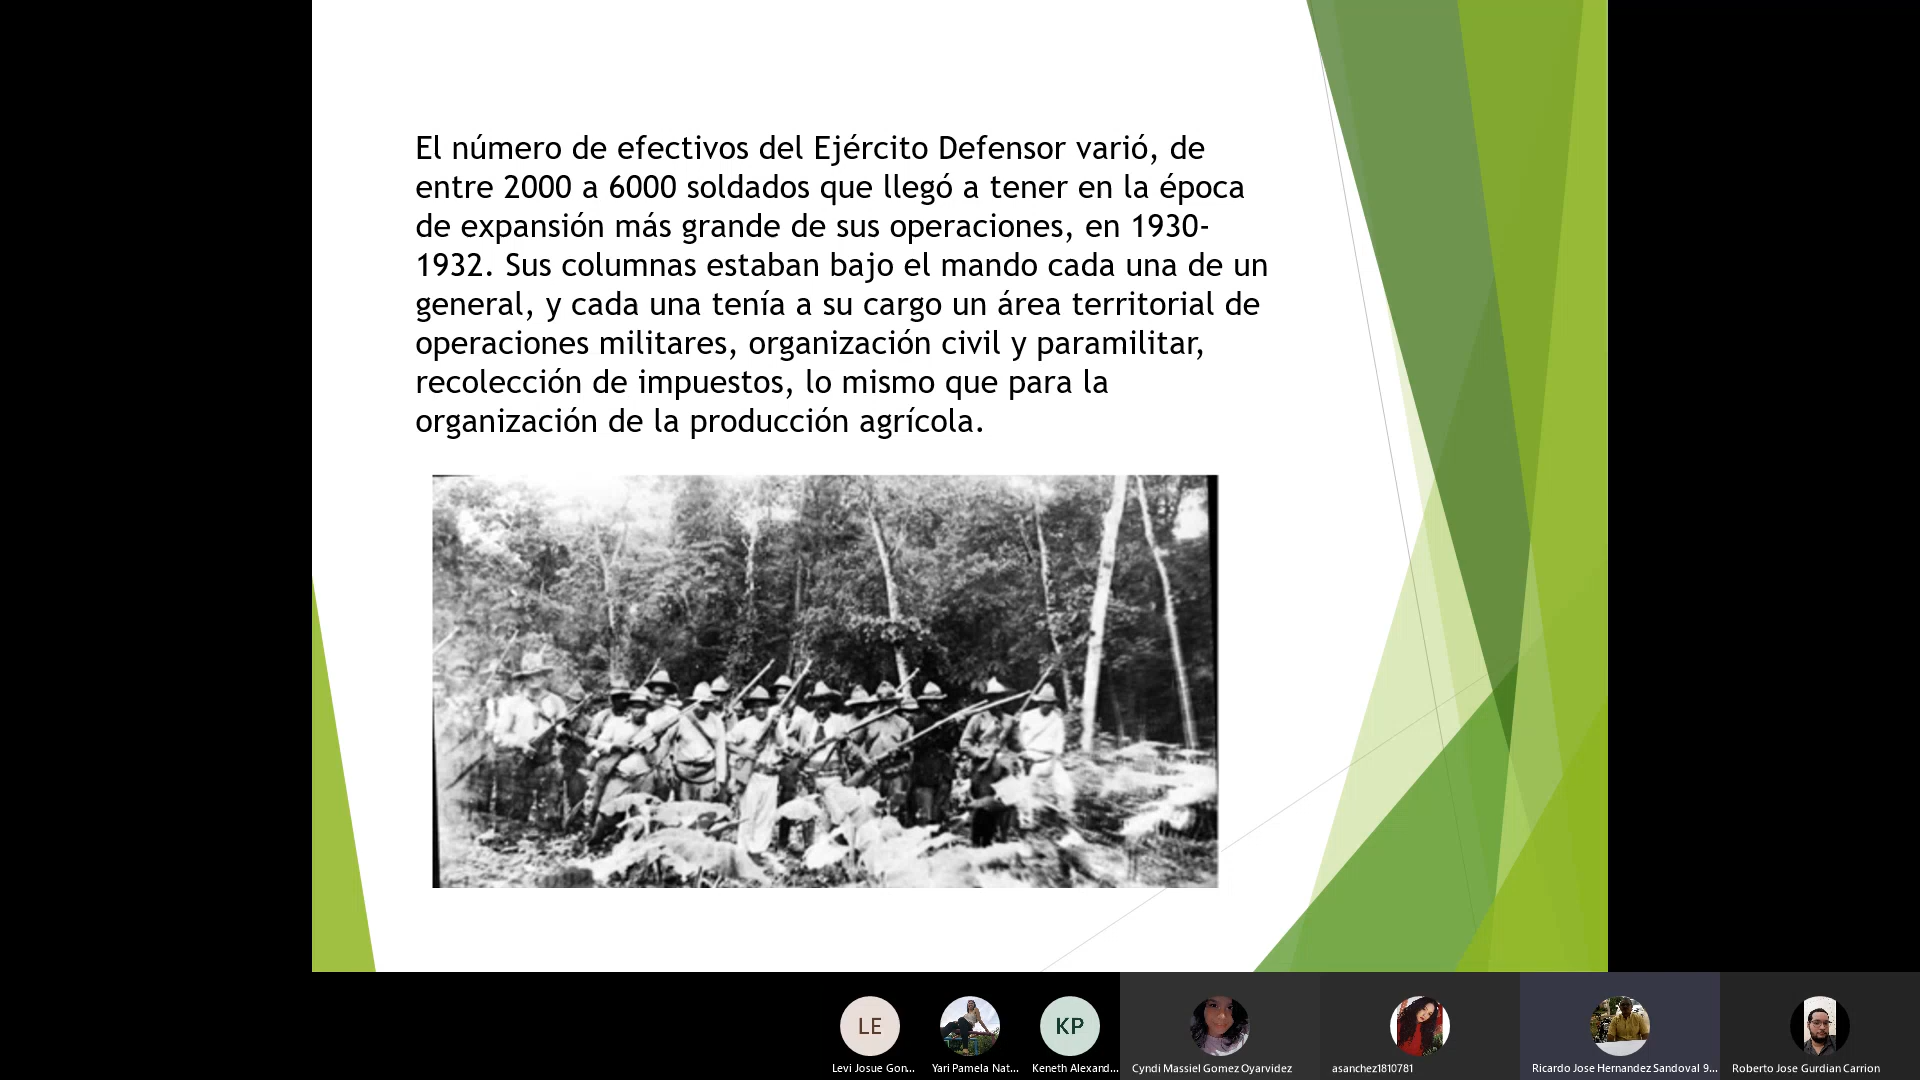 El número de efectivos del Ejército Defensor varió, de
entre 2000 a 6000 soldados que llegó a tener en la época
de expansión más grande de sus operaciones, en 1930-
1932. Sus columnas estaban bajo el mando cada una de un
general, y cada una tenía a su cargo un área territorial de
operaciones militares, organización civil y paramilitar,
recolección de impuestos, lo mismo que para la
organización de la producción agrícola.
LE
KP
Levi Josue Gon...
Yari Pamela Nat...
Keneth Alexand...
Cyndi Massiel Gomez Oyarvidez
asanchez1810781
Ricardo Jose Hernandez Sandoval 9...
Roberto Jose Gurdian Carrion